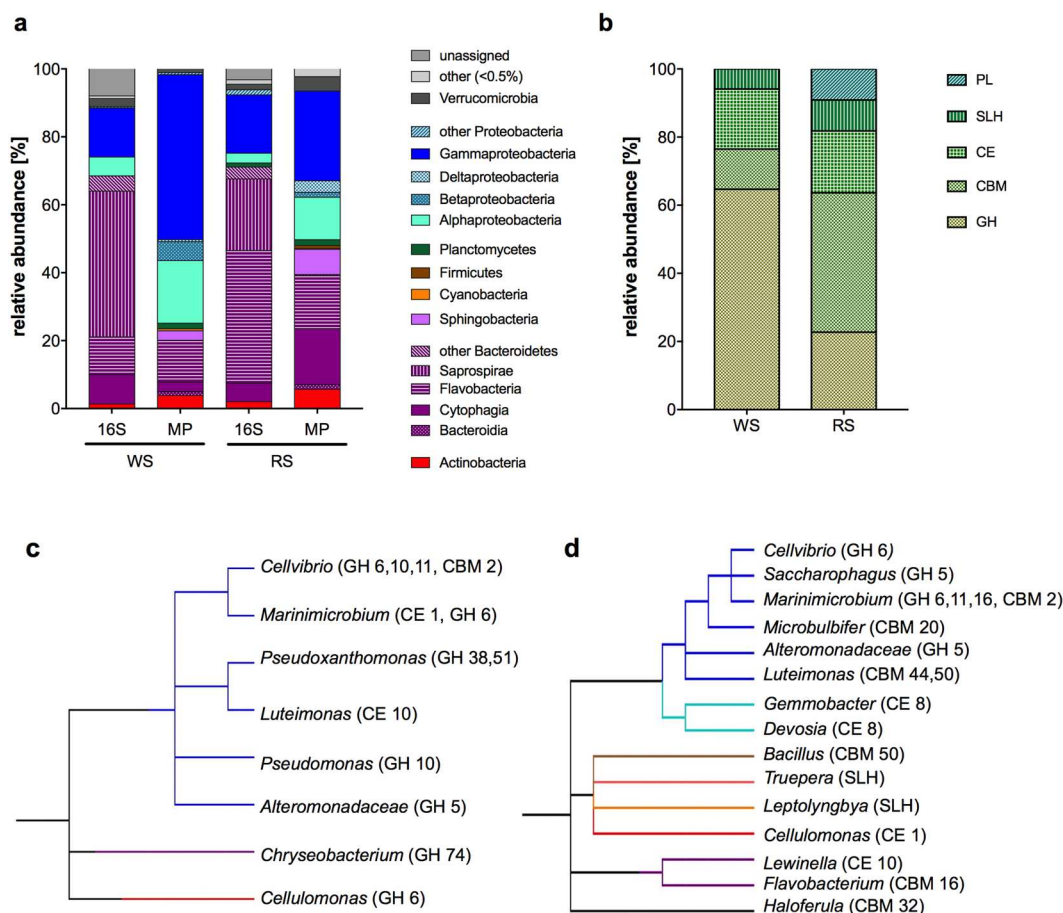 a
relative abundance [%]
100
80
60
40
20
0
16S MP 16S MP
WS RS
unassigned
other (<0.5%)
Verrucomicrobia
other Proteobacteria
Gammaproteobacteria
Deltaproteobacteria
Betaproteobacteria
Alphaproteobacteria
Planctomycetes
Firmicutes
Cyanobacteria
Sphingobacteria
other Bacteroidetes
Saprospirae
Flavobacteria
Cytophagia
Bacteroidia
Actinobacteria
b
relative abundance [%]
100
80
60
40
20
0
WS RS
PL
SLH
CE
CBM
GH
c
Cellvibrio (GH 6,10,11, CBM 2)
Marinimicrobium (CE 1, GH 6)
Pseudoxanthomonas (GH 38,51)
Luteimonas (CE 10)
Pseudomonas (GH 10)
Alteromonadaceae (GH 5)
Chryseobacterium (GH 74)
Cellulomonas (GH 6)
d
Cellvibrio (GH 6)
Saccharophagus (GH 5)
Marinimicrobium (GH 6,11,16, CBM 2)
Microbulbifer (CBM 20)
Alteromonadaceae (GH 5)
Luteimonas (CBM 44,50)
Gemmobacter (CE 8)
Devosia (CE 8)
Bacillus (CBM 50)
Truepera (SLH)
Leptolyngbya (SLH)
Cellulomonas (CE 1)
Lewinella (CE 10)
Flavobacterium (CBM 16)
Haloferula (CBM 32)